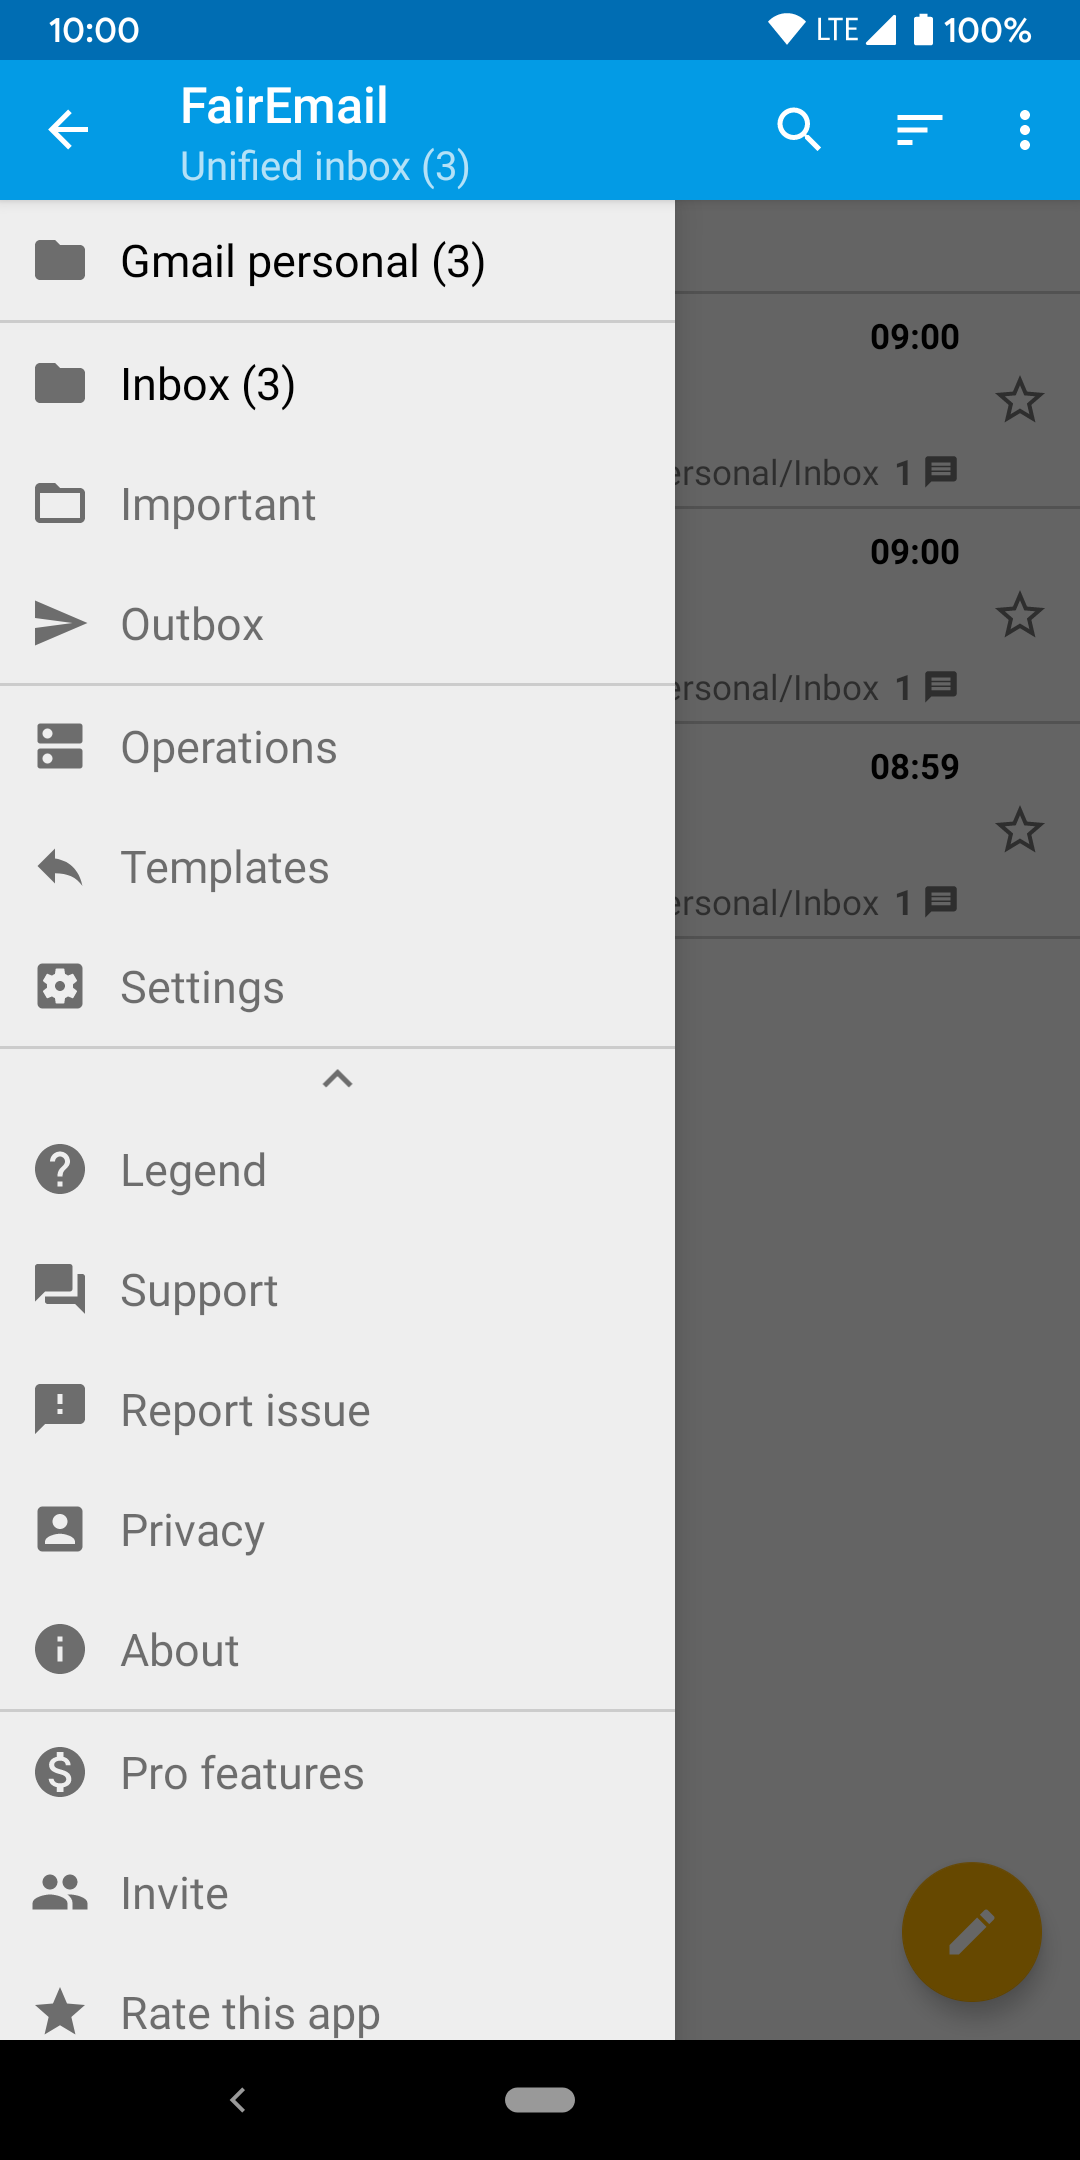 10:00 LTE 100%
FairEmail
Unified inbox (3)
Gmail personal (3)
09:00
Inbox (3)
ersonal/Inbox 1
Important
09:00
Outbox
ersonal/Inbox 1
Operations
08:59
Templates
ersonal/Inbox 1
Settings
Legend
Support
Report issue
Privacy
About
Pro features
Invite
Rate this app